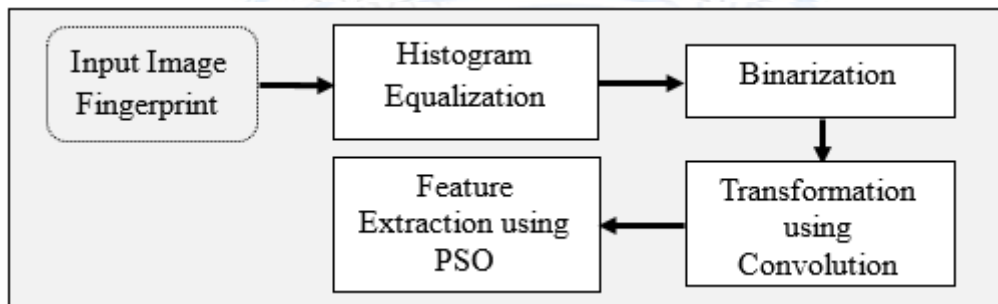 Input Image
Fingerprint
Histogram
Equalization
Binarization
Transformation
using
Convolution
Feature
Extraction using
PSO